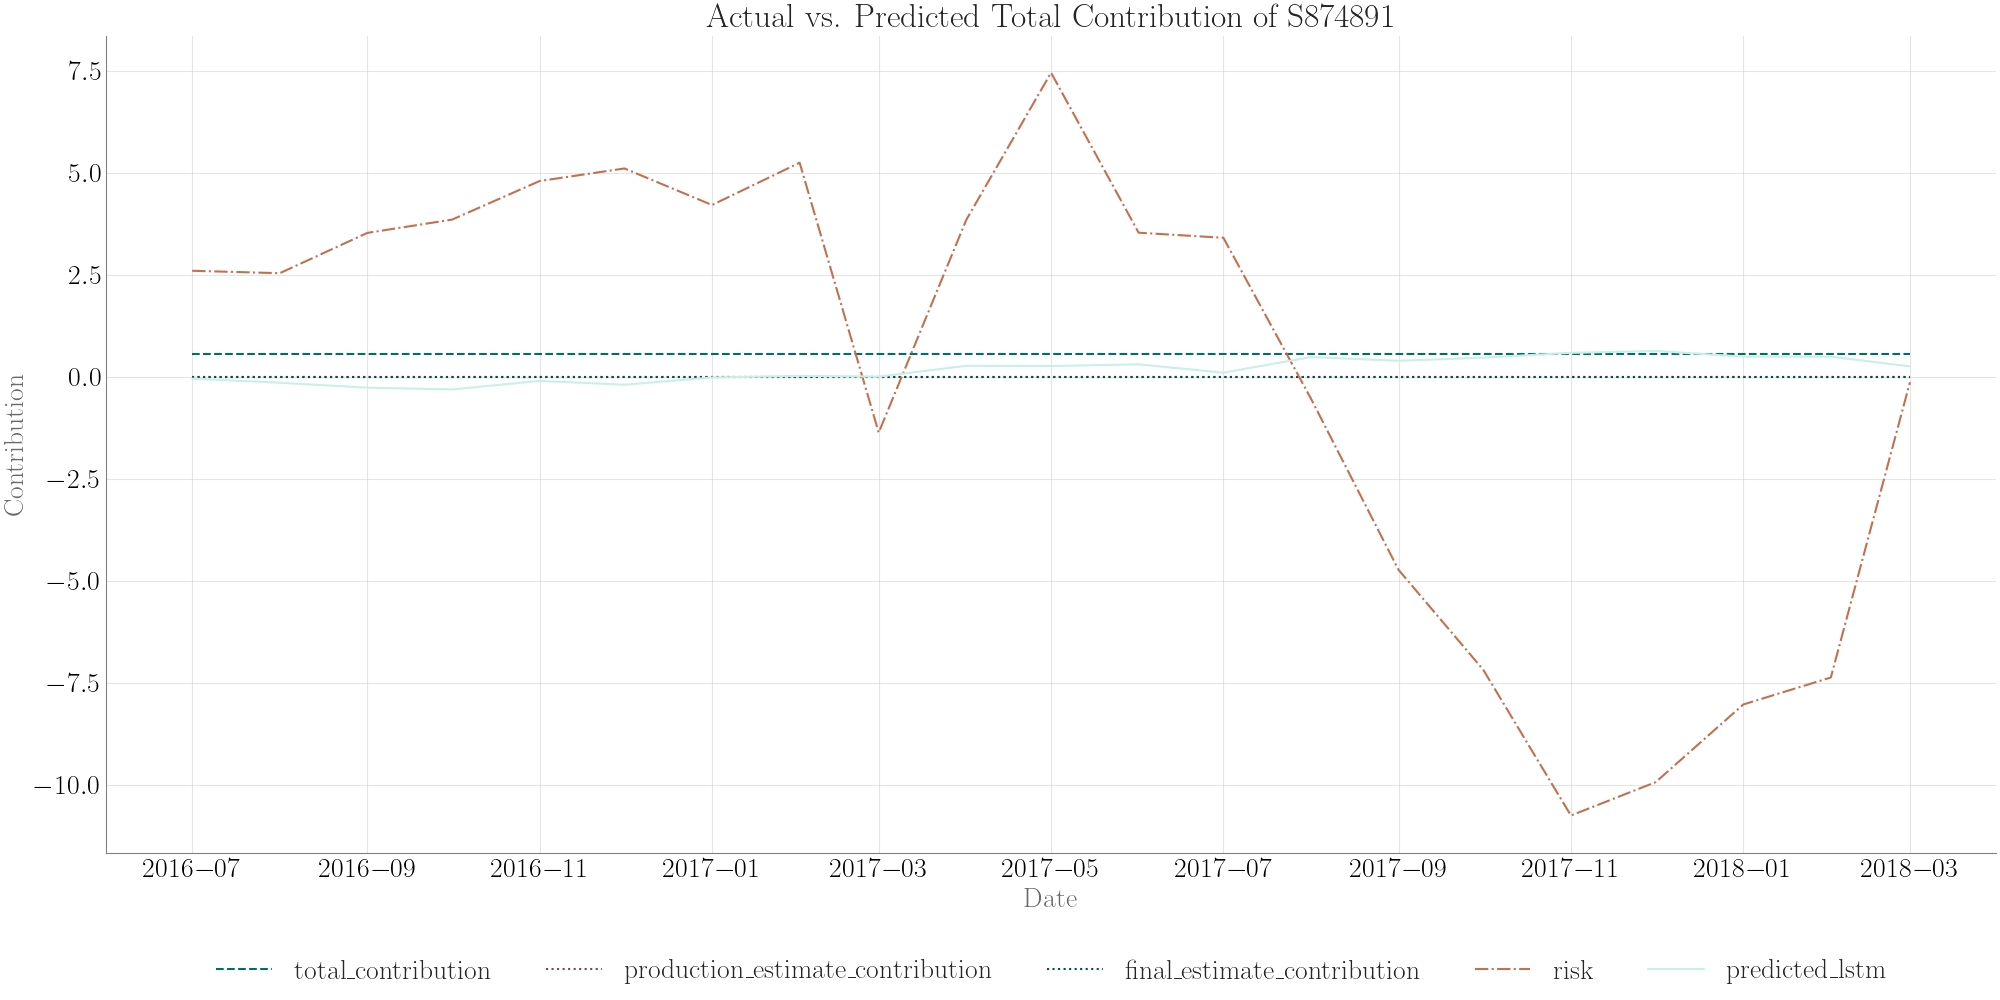 Actual vs. Predicted Total Contribution of S874891
7.5
5.0
2.5
0.0
−2.5
−5.0
−7.5
−10.0
Contribution
2016−07 2016−09 2016−11 2017−01 2017−03 2017−05 2017−07 2017−09 2017−11 2018−01 2018−03
Date
total_contribution production_estimate_contribution final_estimate_contribution risk predicted_lstm